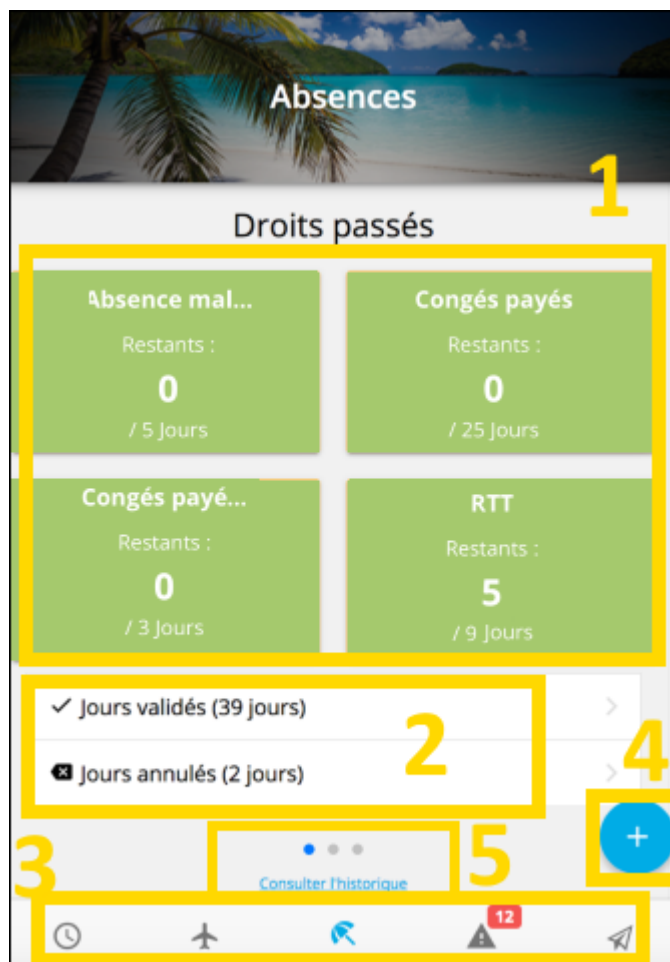 Absences
1
Droits passés
Absence mal...
Restants :
0
/ 5 Jours
Congés payés
Restants :
0
/ 25 Jours
Congés payé...
Restants :
0
/ 3 Jours
RTT
Restants :
5
/ 9 Jours
Jours validés (39 jours)
2
Jours annulés (2 jours)
4
+
3
5
Consulter l'historique
12